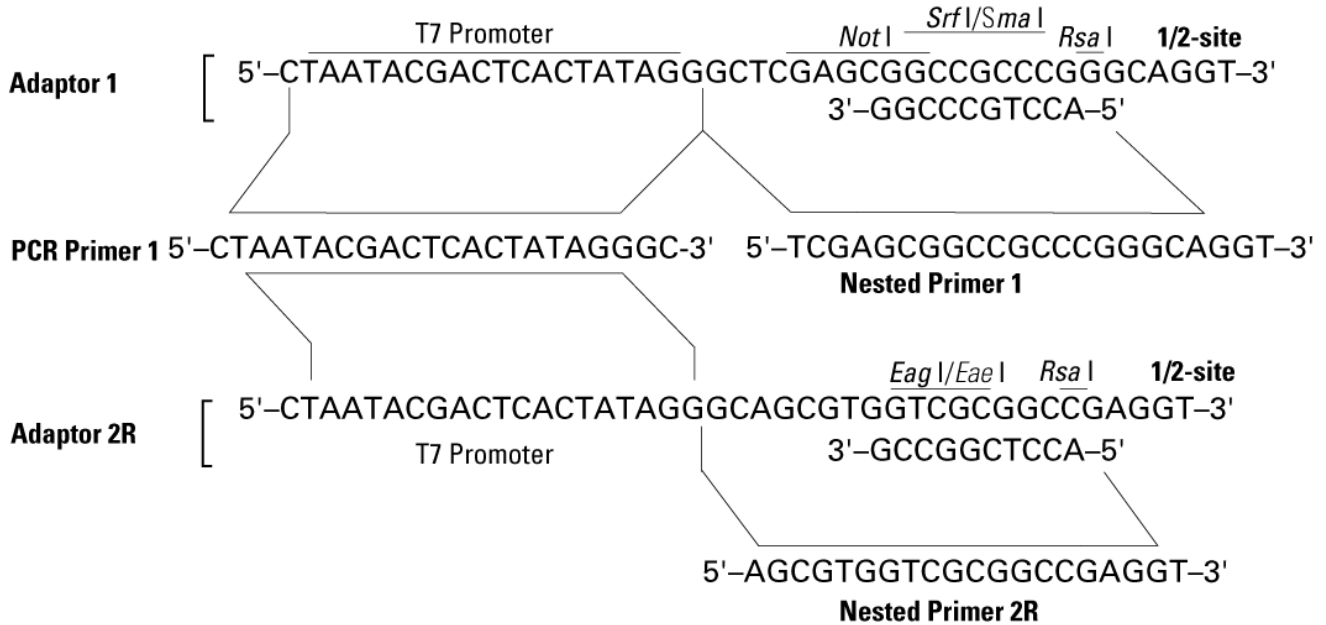 T7 Promoter Not I Srf I/Sma I Rsa I 1/2-site
Adaptor 1 5'–CTAATACGACTCACTATAGGGCTCGAGCGGCCGCCCGGGCAGGT–3'
3'–GGCCCGTCCA–5'
PCR Primer 1 5'–CTAATACGACTCACTATAGGGC-3' 5'–TCGAGCGGCCGCCCGGGCAGGT–3'
Nested Primer 1
Eag I/Eae I Rsa I 1/2-site
5'–CTAATACGACTCACTATAGGGCAGCGTGGTCGCGGCCGAGGT–3'
Adaptor 2R
3'–GCCGGCTCCA–5'
T7 Promoter
5'–AGCGTGGTCGCGGCCGAGGT–3'
Nested Primer 2R